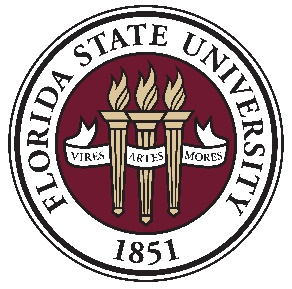 FLORIDA STATE UNIVERSITY
VIRES ARTES MORES
1851